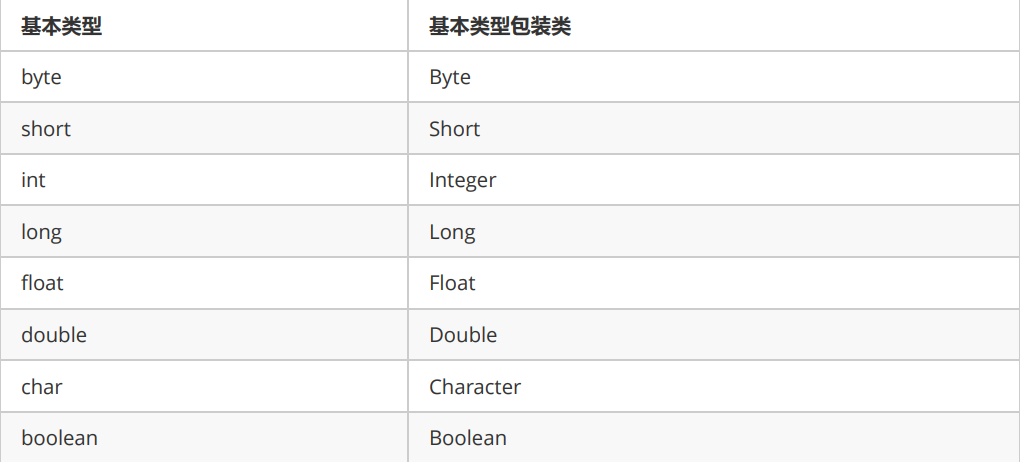 基本类型 基本类型包装类
byte Byte
short Short
int Integer
long Long
float Float
double Double
char Character
boolean Boolean